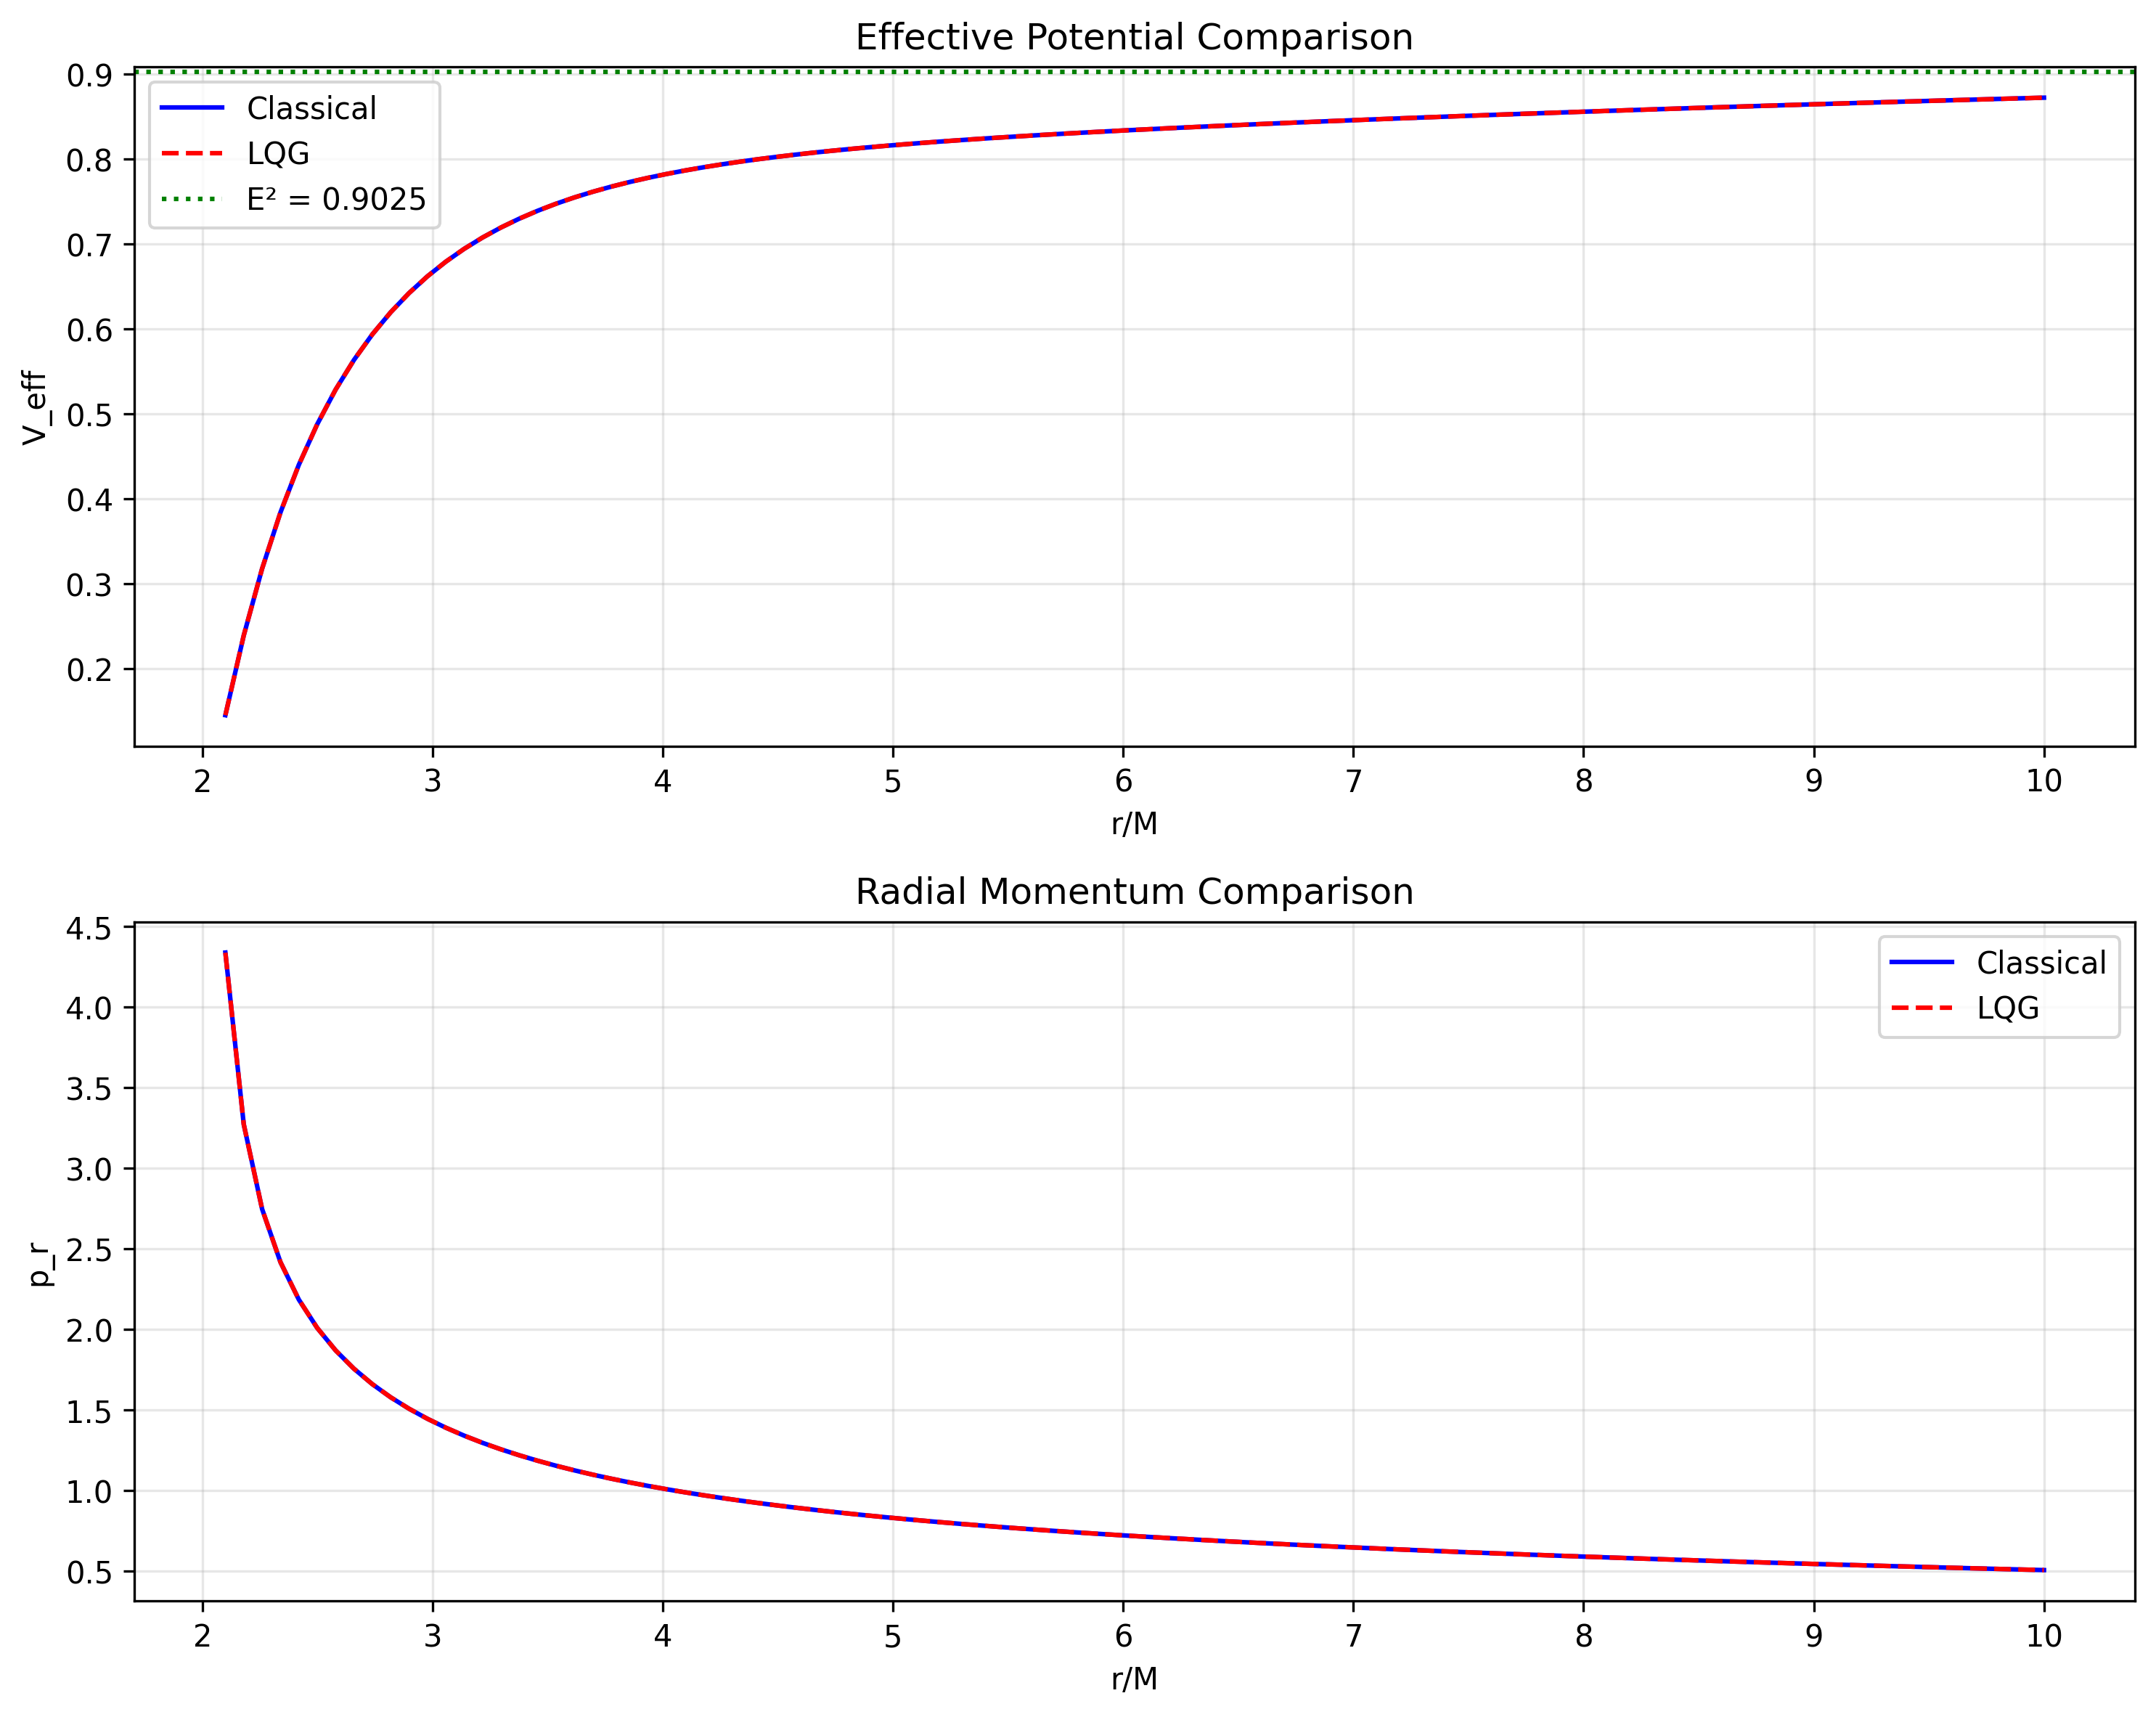 Effective Potential Comparison
0.9
0.8
0.7
0.6
0.5
0.4
0.3
0.2
V_eff
Classical
LQG
E² = 0.9025
2 3 4 5 6 7 8 9 10
r/M
Radial Momentum Comparison
4.5
4.0
3.5
3.0
2.5
2.0
1.5
1.0
0.5
p_r
Classical
LQG
2 3 4 5 6 7 8 9 10
r/M